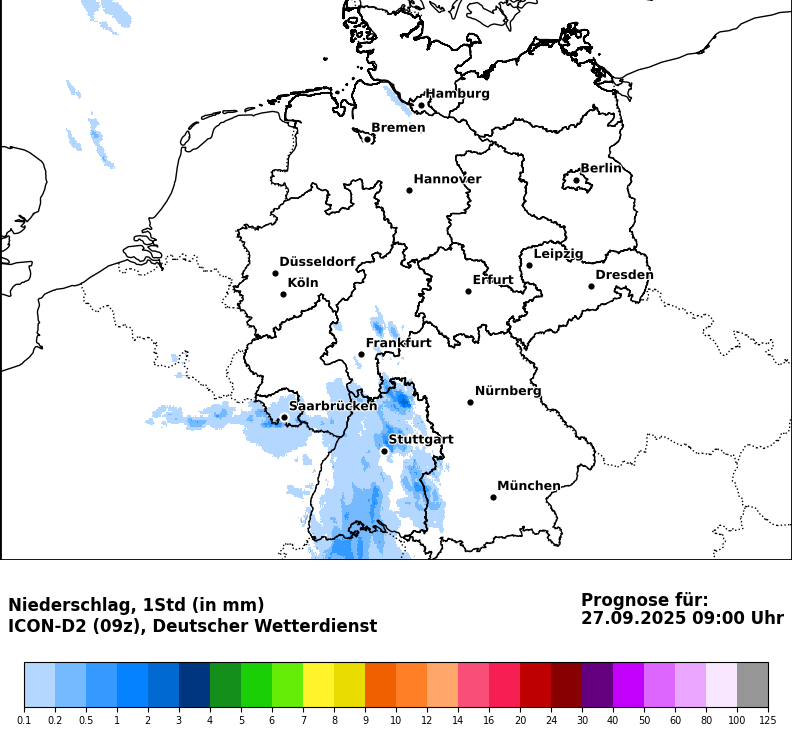 Hamburg
Bremen
Berlin
Hannover
Leipzig
Düsseldorf
Dresden
Köln
Erfurt
Frankfurt
Nürnberg
Saarbrücken
Stuttgart
München
Niederschlag, 1Std (in mm)
ICON-D2 (09z), Deutscher Wetterdienst
Prognose für:
27.09.2025 09:00 Uhr
0.1 0.2 0.5 1 2 3 4 5 6 7 8 9 10 12 14 16 20 24 30 40 50 60 80 100 125